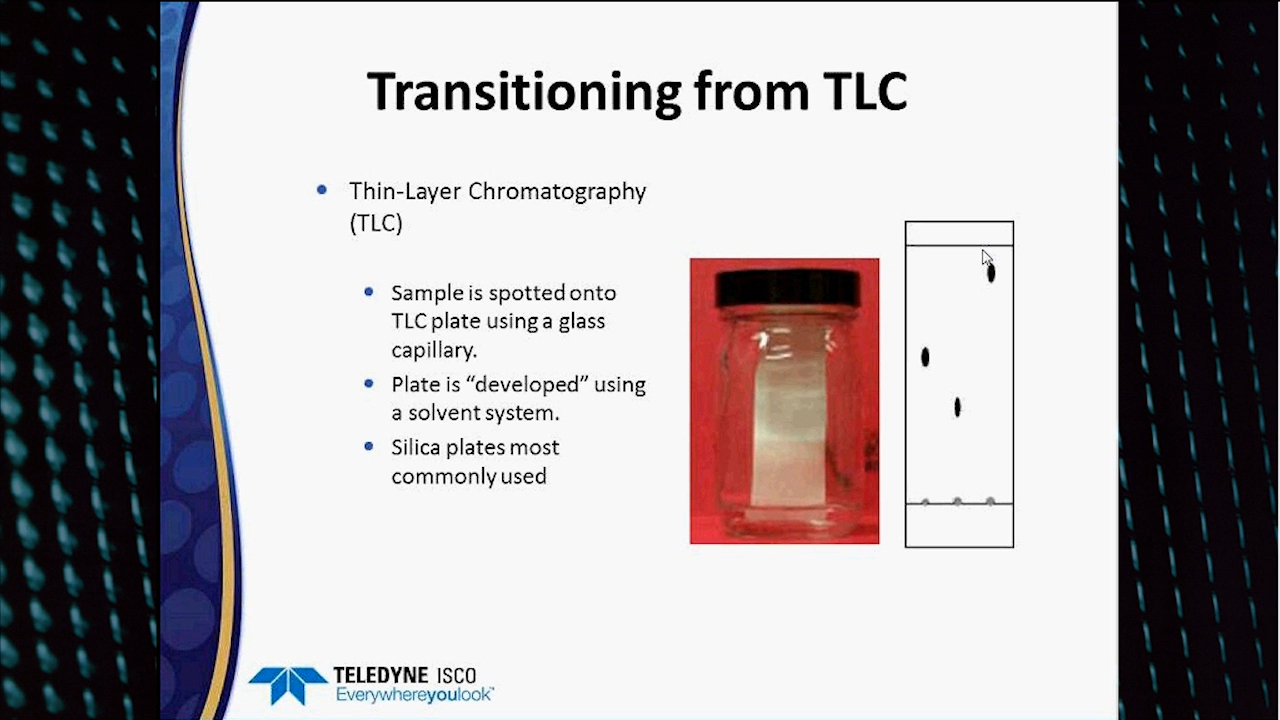 Transitioning from TLC
Thin-Layer Chromatography
(TLC)
Sample is spotted onto
TLC plate using a glass
capillary.
Plate is “developed” using
a solvent system.
Silica plates most
commonly used
TELEDYNE ISCO
Everywhereyoulook™